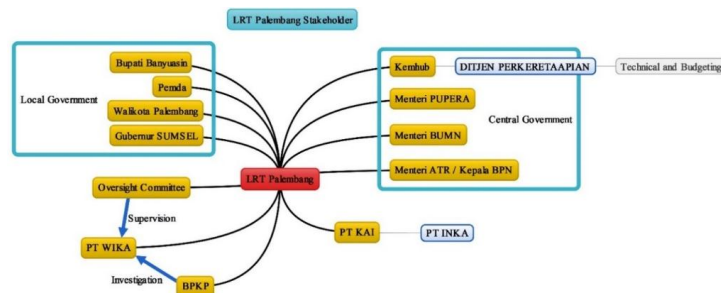 LRT Palembang Stakeholder
Bupati Banyuasin
Pemda
Local Government
Walikota Palembang
Gubernur SUMSEL
Kemhub
DITJEN PERKERETAAPIAN
Technical and Budgeting
Menteri PUPERA
Central Government
Menteri BUMN
Menteri ATR / Kepala BPN
LRT Palembang
Oversight Committee
Supervision
PT WIKA
Investigation
BPKP
PT KAI
PT INKA